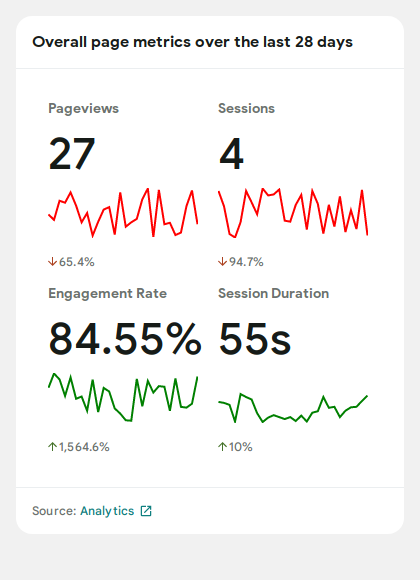 Overall page metrics over the last 28 days
Pageviews
27
↓65.4%
Sessions
4
↓94.7%
Engagement Rate
84.55%
↑1,564.6%
Session Duration
55s
↑10%
Source: Analytics